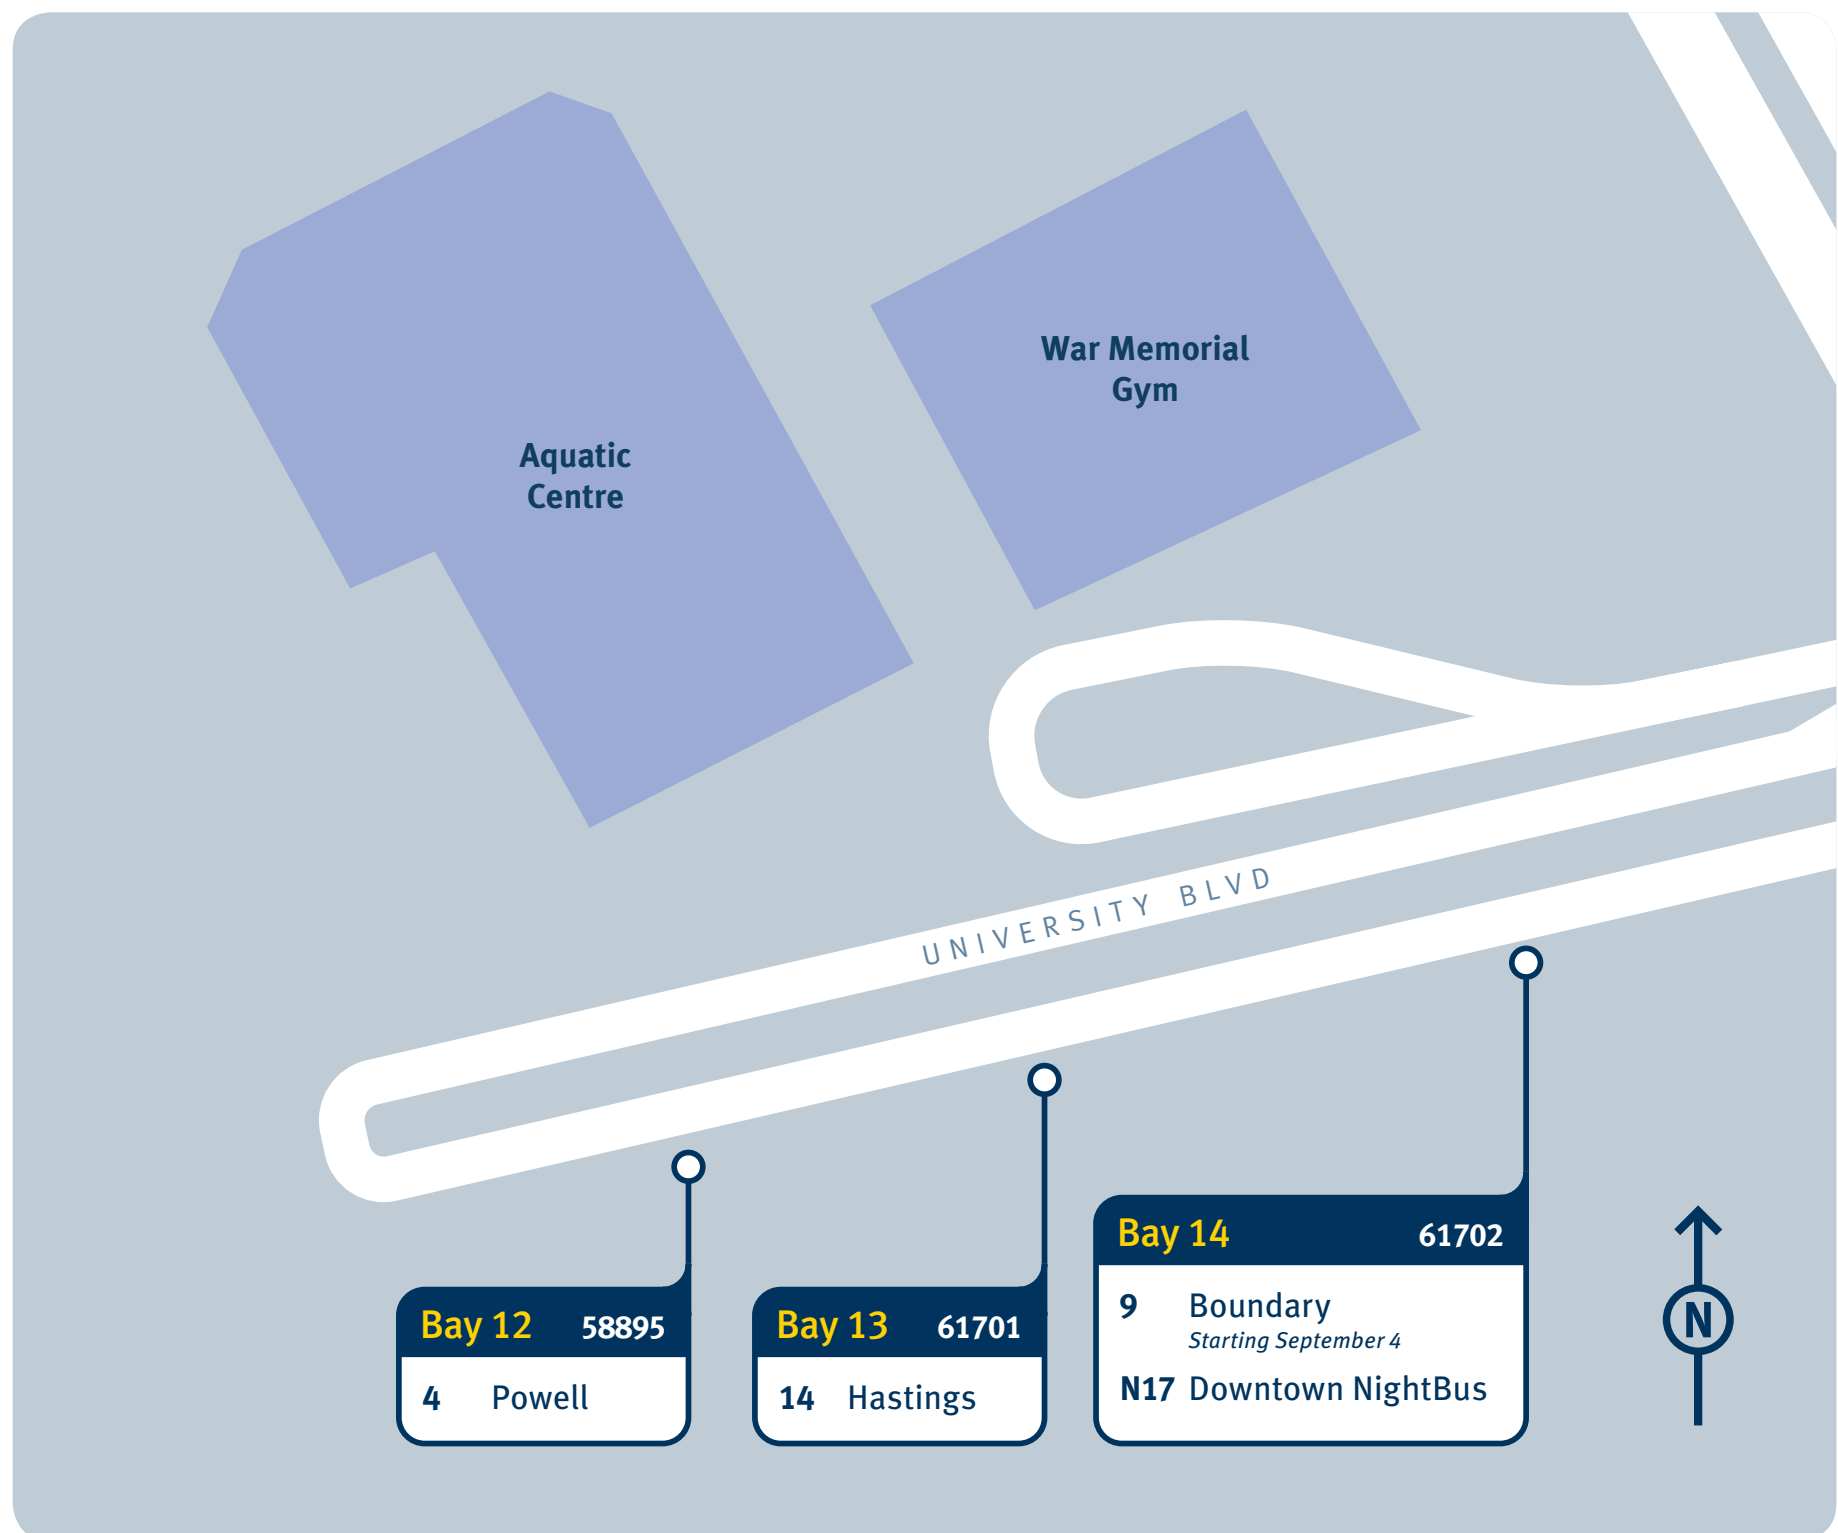 War Memorial
Gym
Aquatic
Centre
UNIVERSITY BLVD
Bay 12 58895
4 Powell
Bay 13 61701
14 Hastings
Bay 14 61702
9 Boundary
Starting September 4
N17 Downtown NightBus
N